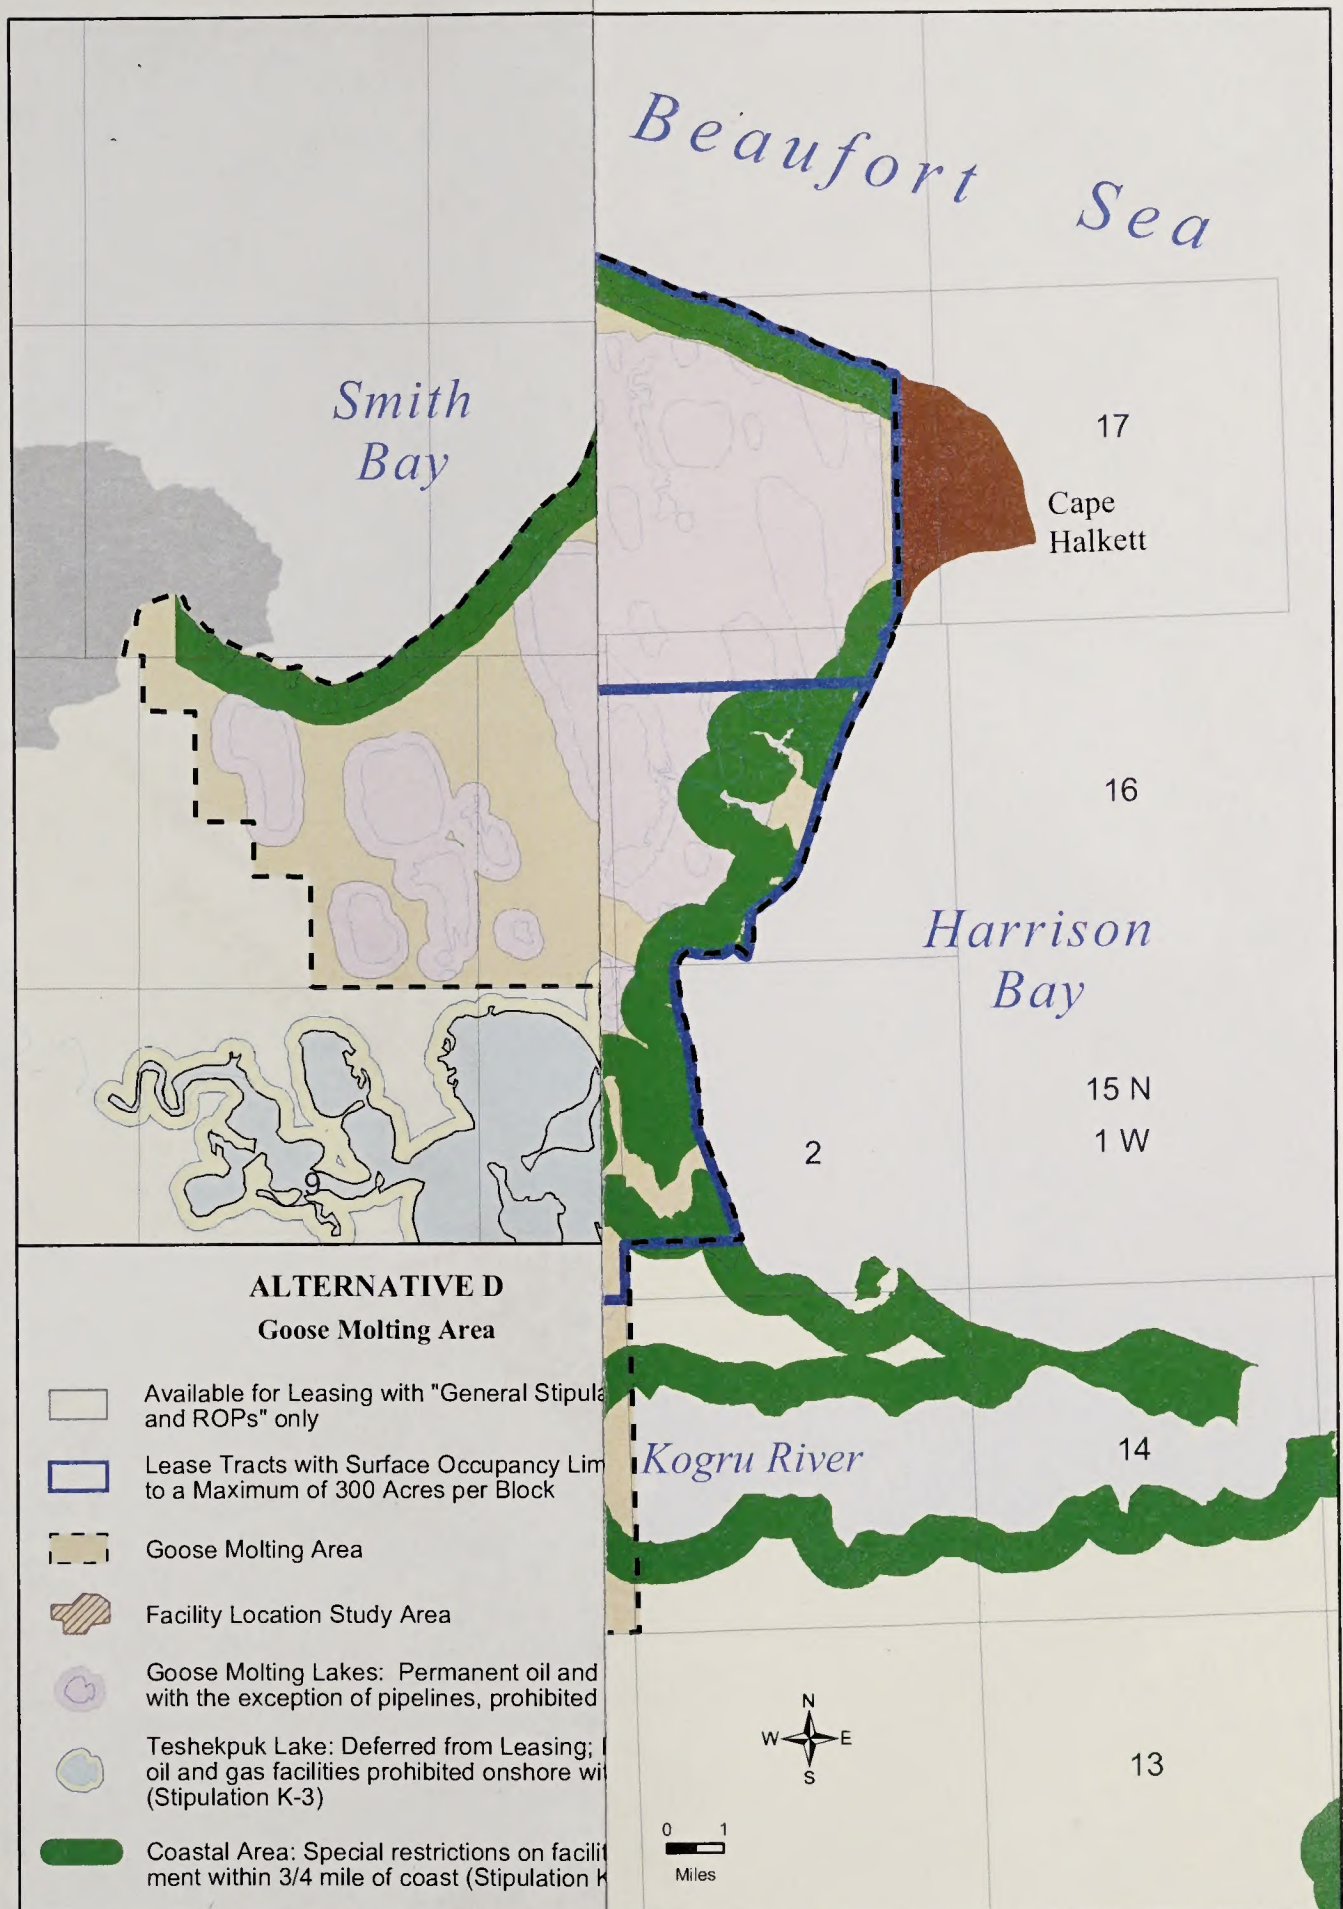 Beaufort Sea
Smith
Bay
17
Cape
Halkett
16
Harrison
Bay
15 N
1 W
2
9
ALTERNATIVE D
Goose Molting Area
Available for Leasing with "General Stipula
and ROPs" only
Lease Tracts with Surface Occupancy Lim
to a Maximum of 300 Acres per Block
Goose Molting Area
Facility Location Study Area
Goose Molting Lakes: Permanent oil and
with the exception of pipelines, prohibited
Teshekpuk Lake: Deferred from Leasing;
oil and gas facilities prohibited onshore wi
(Stipulation K-3)
Coastal Area: Special restrictions on facilit
ment within 3/4 mile of coast (Stipulation K
Kogru River
14
N
W E
S
13
0 1
Miles